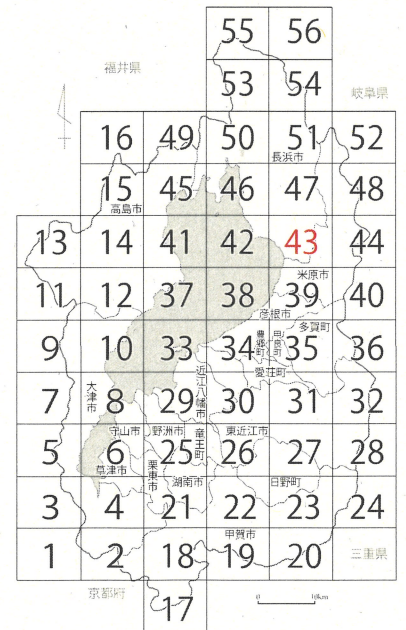 55 56
福井県
53 54
岐阜県
16 49 50 51 52
長浜市
15 45 46 47 48
高島市
13 14 41 42 43 44
米原市
11 12 37 38 39 40
彦根市
多賀町
9 10 33 34 豊郷町 甲良町 35 36
愛荘町
大津市
近江八幡市
7 8 29 30 31 32
守山市 野洲市 竜王町 東近江市
5 6 25 26 27 28
草津市 栗東市 湖南市 日野町
3 4 21 22 23 24
甲賀市
1 2 18 19 20 三重県
京都府
17
0 10km